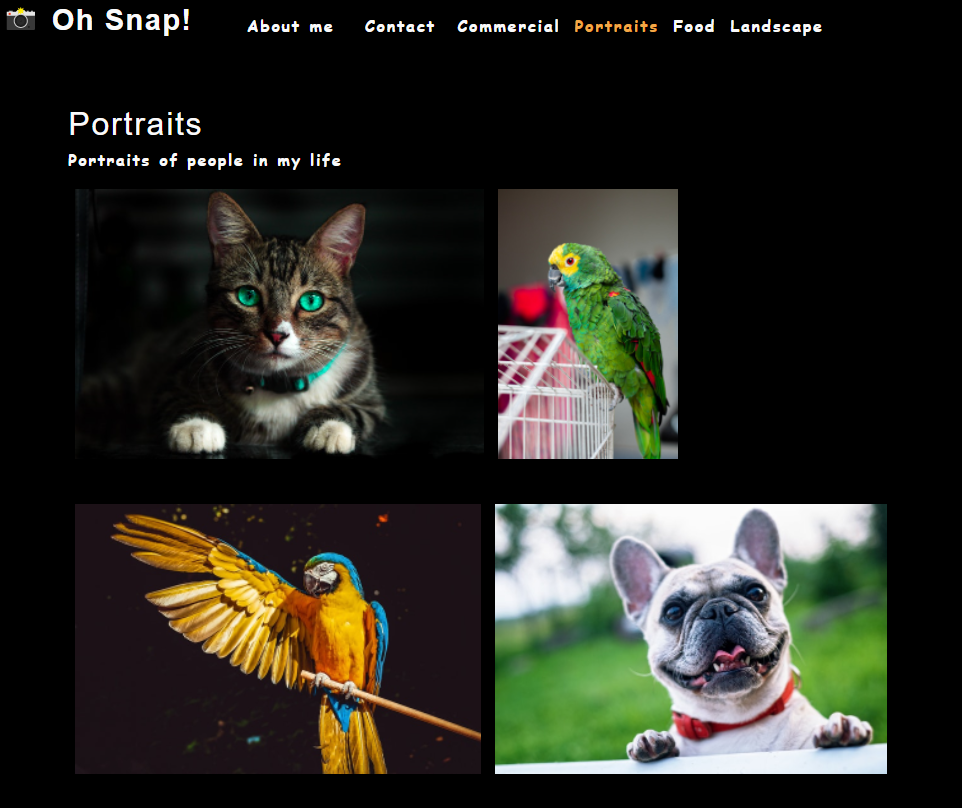 Oh Snap! About me Contact Commercial Portraits Food Landscape
Portraits
Portraits of people in my life